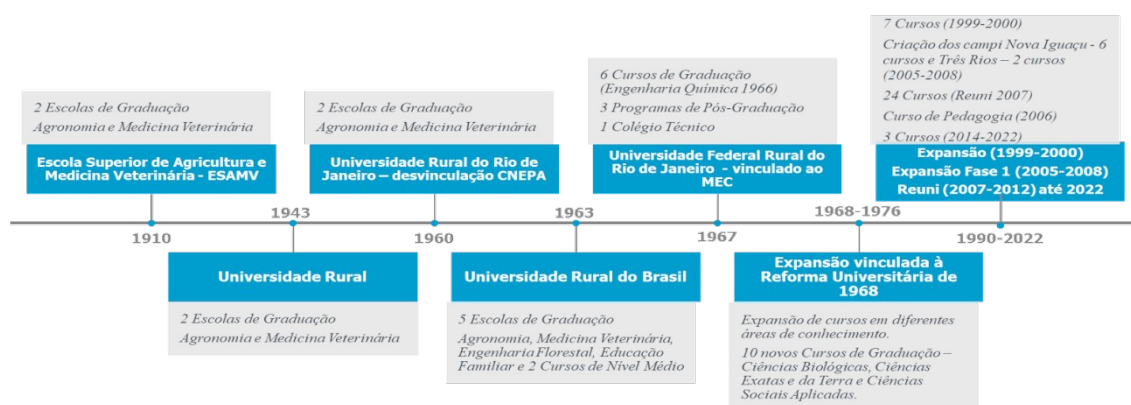 2 Escolas de Graduação
Agronomia e Medicina Veterinária
Escola Superior de Agricultura e
Medicina Veterinária - ESAMV
1910
1943
Universidade Rural
2 Escolas de Graduação
Agronomia e Medicina Veterinária
2 Escolas de Graduação
Agronomia e Medicina Veterinária
Universidade Rural do Rio de
Janeiro – desvinculação CNEPA
1960
1963
Universidade Rural do Brasil
5 Escolas de Graduação
Agronomia, Medicina Veterinária,
Engenharia Florestal, Educação
Familiar e 2 Cursos de Nível Médio
6 Cursos de Graduação
(Engenharia Química 1966)
3 Programas de Pós-Graduação
1 Colégio Técnico
Universidade Federal Rural do
Rio de Janeiro - vinculado ao
MEC
1967
1968-1976
Expansão vinculada à
Reforma Universitária de
1968
Expansão de cursos em diferentes
áreas de conhecimento.
10 novos Cursos de Graduação –
Ciências Biológicas, Ciências
Exatas e da Terra e Ciências
Sociais Aplicadas.
7 Cursos (1999-2000)
Criação dos campi Nova Iguaçu - 6
cursos e Três Rios – 2 cursos
(2005-2008)
24 Cursos (Reuni 2007)
Curso de Pedagogia (2006)
3 Cursos (2014-2022)
Expansão (1999-2000)
Expansão Fase 1 (2005-2008)
Reuni (2007-2012) até 2022
1990-2022